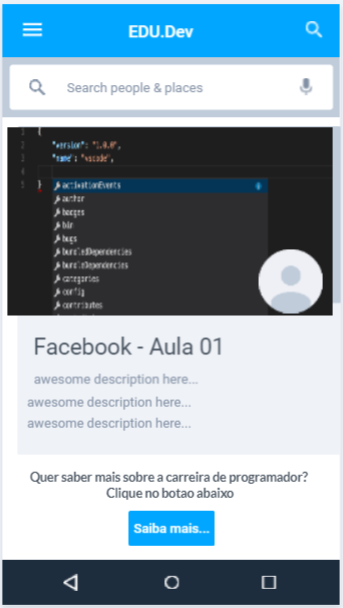 EDU.Dev
Search people & places
1 {
2 "version": "1.0.0",
3 "name": "vscode",
4
5 }
activationEvents
author
badges
bin
bugs
bundledDependencies
bundleDependencies
categories
config
contributes
Facebook - Aula 01
awesome description here...
awesome description here...
awesome description here...
Quer saber mais sobre a carreira de programador?
Clique no botao abaixo
Saiba mais...